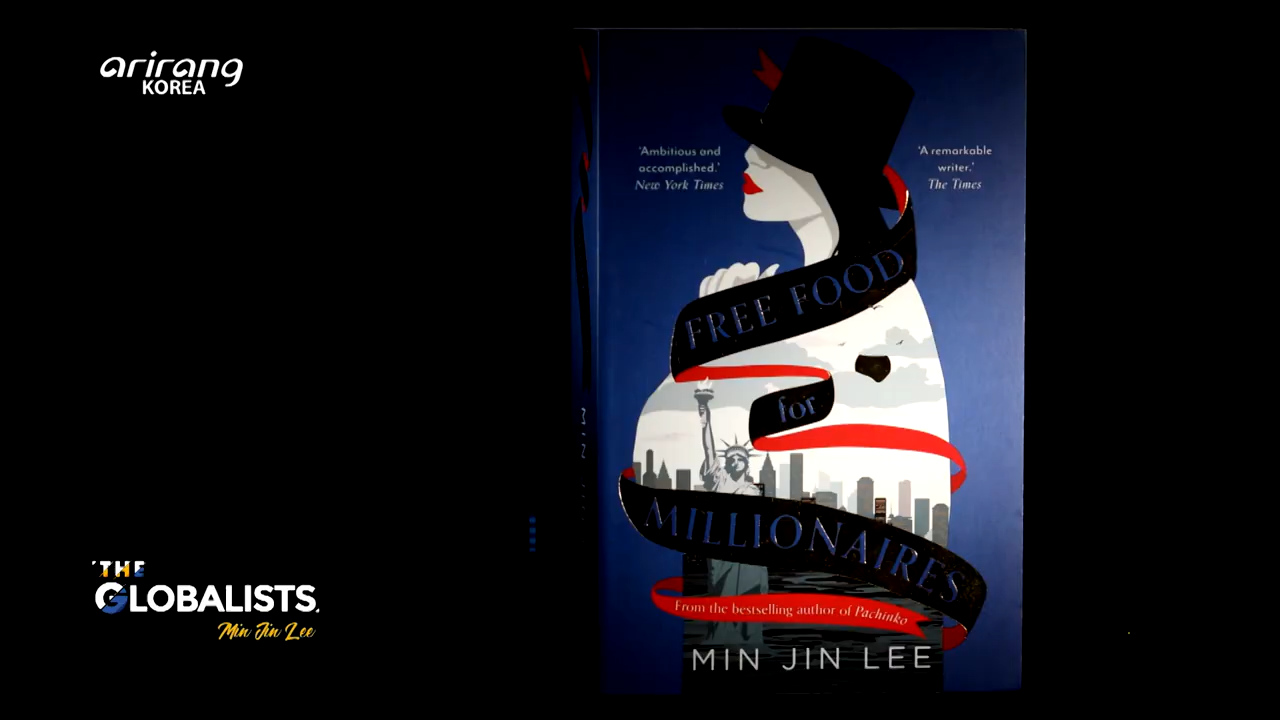 arirang
KOREA
'Ambitious and
accomplished.'
New York Times
'A remarkable
writer.'
The Times
FREE FOOD
for
MILLIONAIRES
From the bestselling author of Pachinko
MIN JIN LEE
MIN
THE
GLOBALISTS
Min Jin Lee